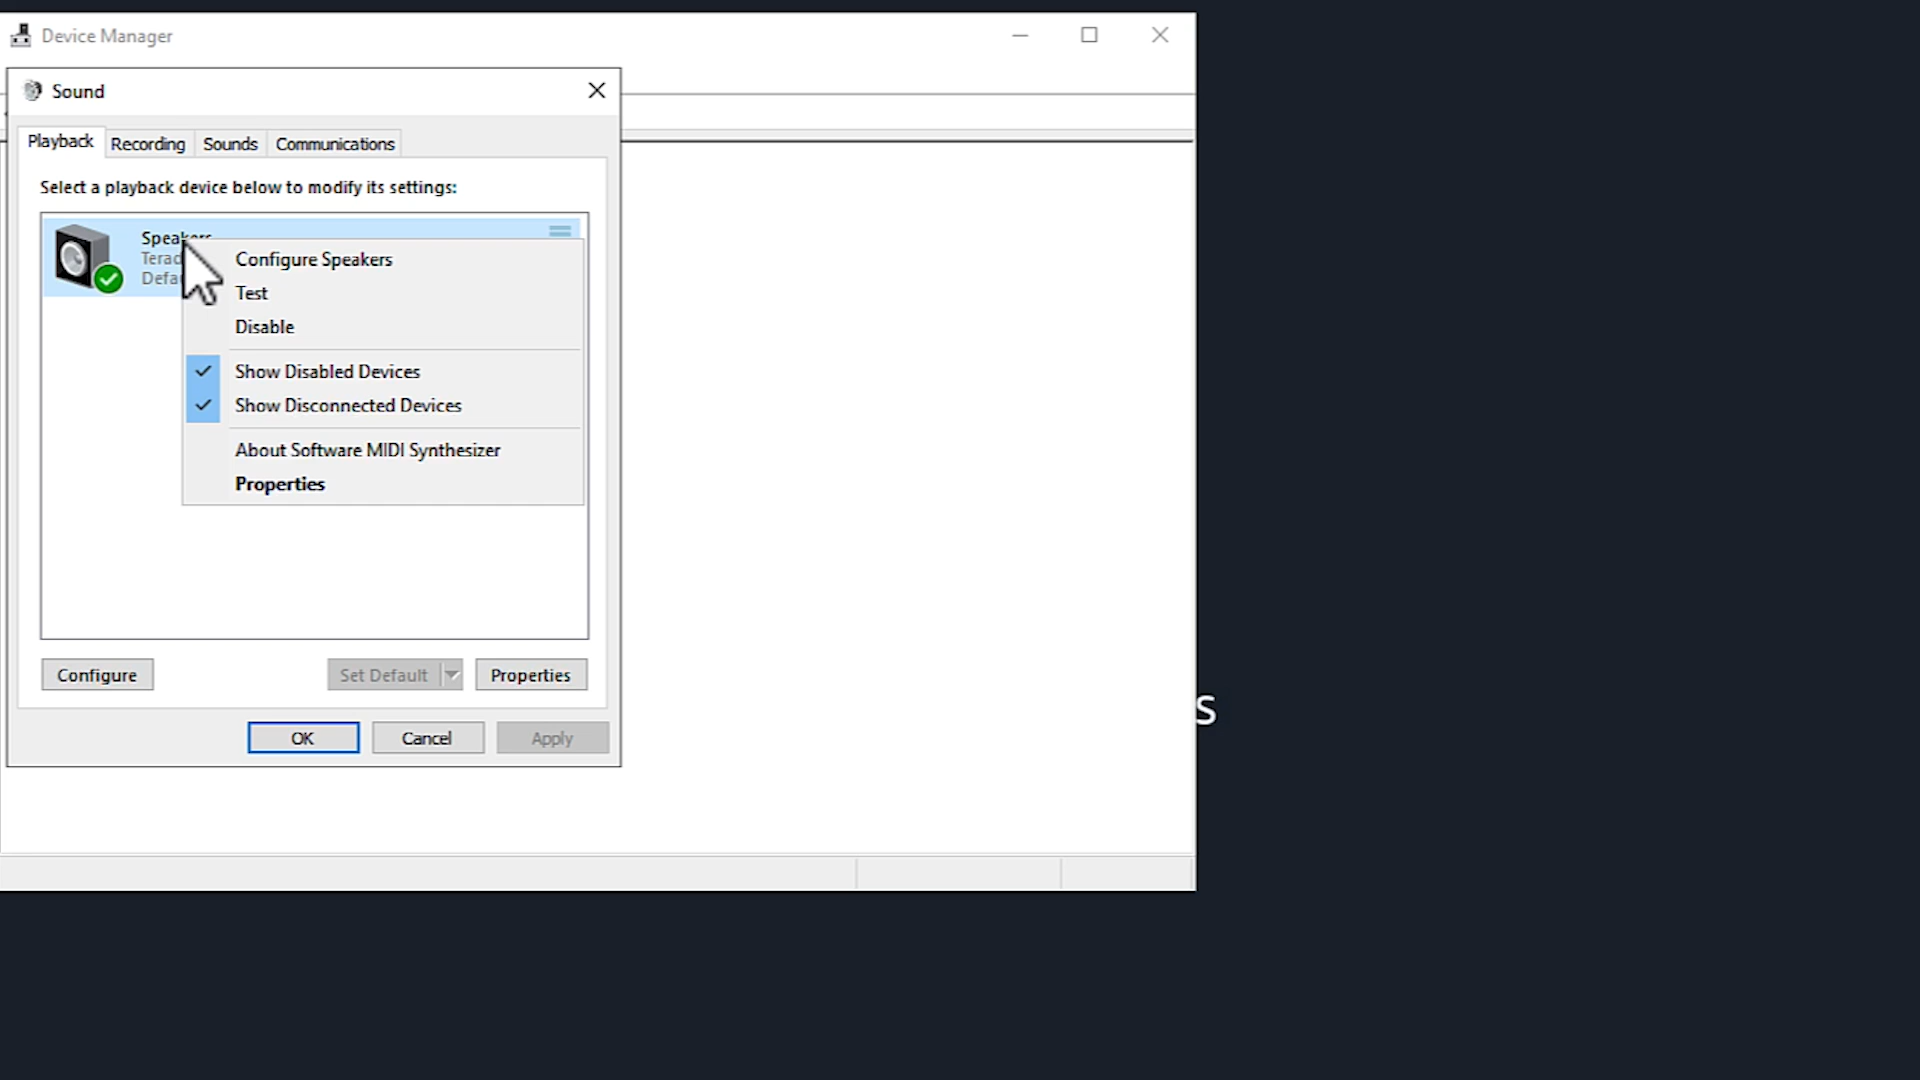 Device Manager
Sound
Playback Recording Sounds Communications
Select a playback device below to modify its settings:
Speakers
Configure Speakers
Test
Disable
Show Disabled Devices
Show Disconnected Devices
About Software MIDI Synthesizer
Properties
Configure Set Default Properties
OK Cancel Apply
s